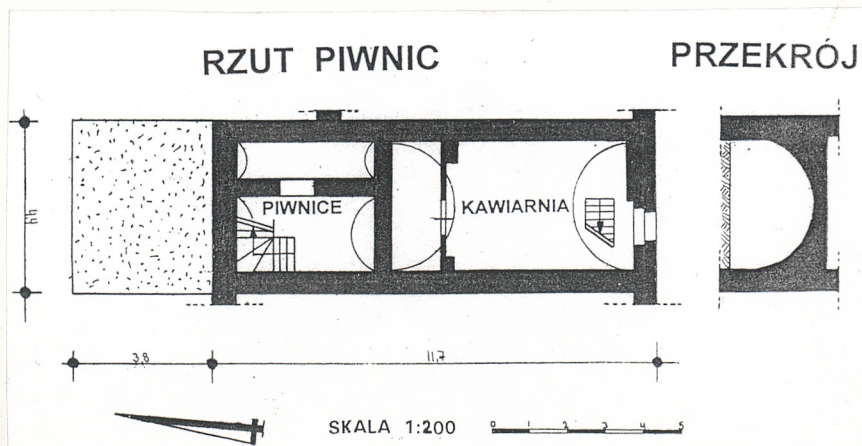 RZUT PIWNIC
PRZEKRÓJ
PIWNICE
KAWIARNIA
4,4
3,8
11,7
SKALA 1:200
0 1 2 3 4 5